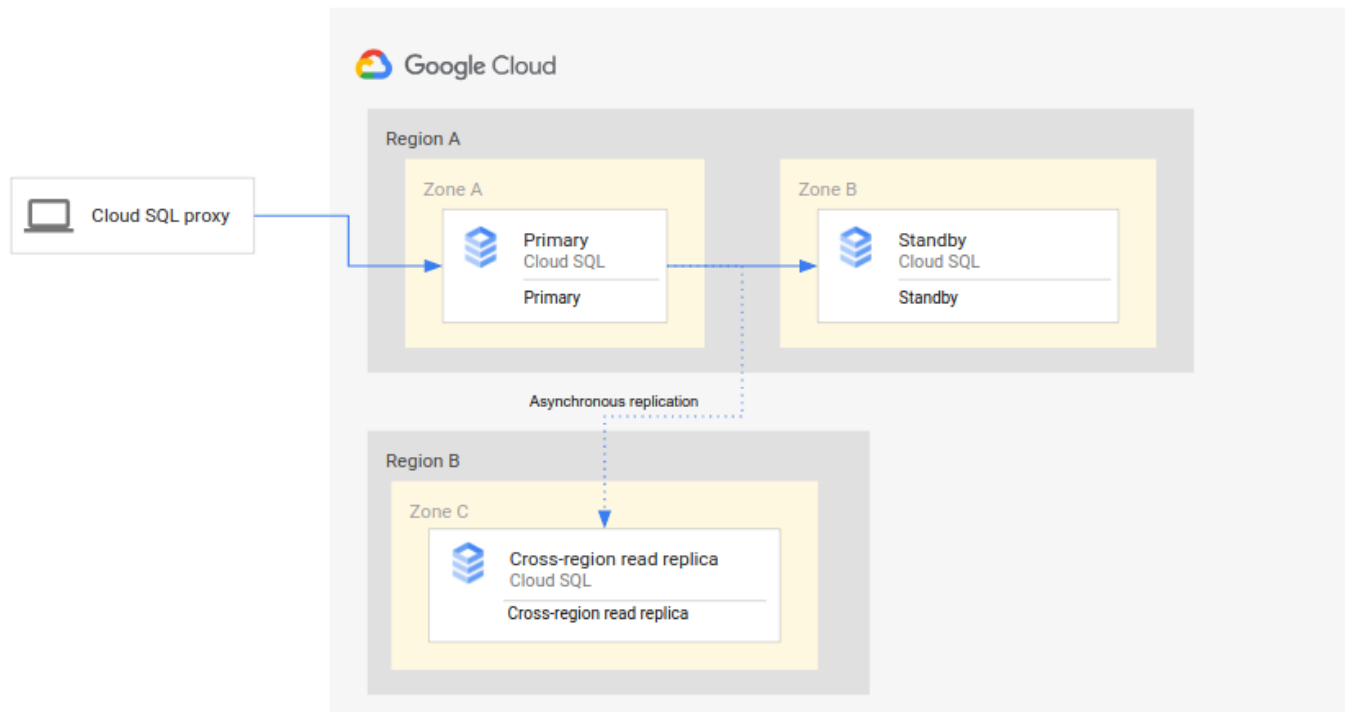 Google Cloud
Region A
Zone A
Zone B
Cloud SQL proxy
Primary
Cloud SQL
Primary
Standby
Cloud SQL
Standby
Asynchronous replication
Region B
Zone C
Cross-region read replica
Cloud SQL
Cross-region read replica